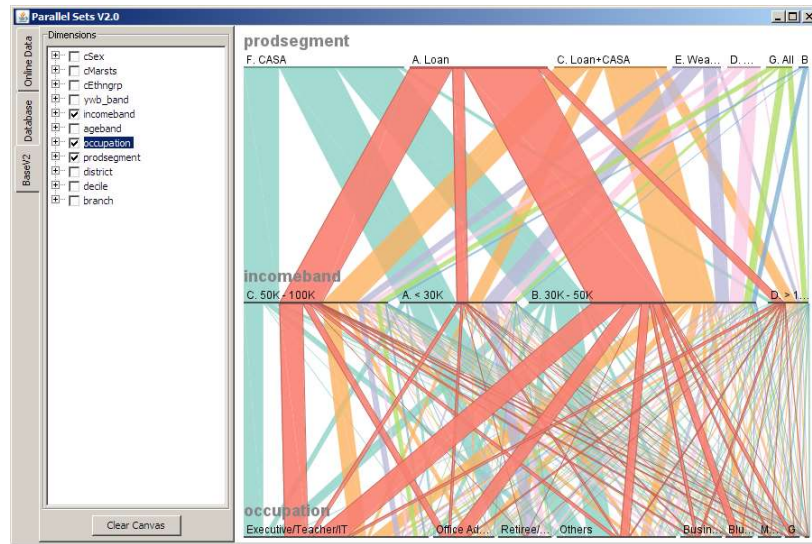 Parallel Sets V2.0
Online Data
Database
BaseV2
Dimensions
cSex
cMarsts
cEthngrp
ywb_band
incomeband
ageband
occupation
prodsegment
district
decile
branch
Clear Canvas
prodsegment
F. CASA A. Loan C. Loan+CASA E. Wea... D. ... G. All B
incomeband
C. 50K - 100K A. < 30K B. 30K - 50K D. > 1...
occupation
Executive/Teacher/IT Office Ad... Retiree/... Others Busin... Blu... M... G